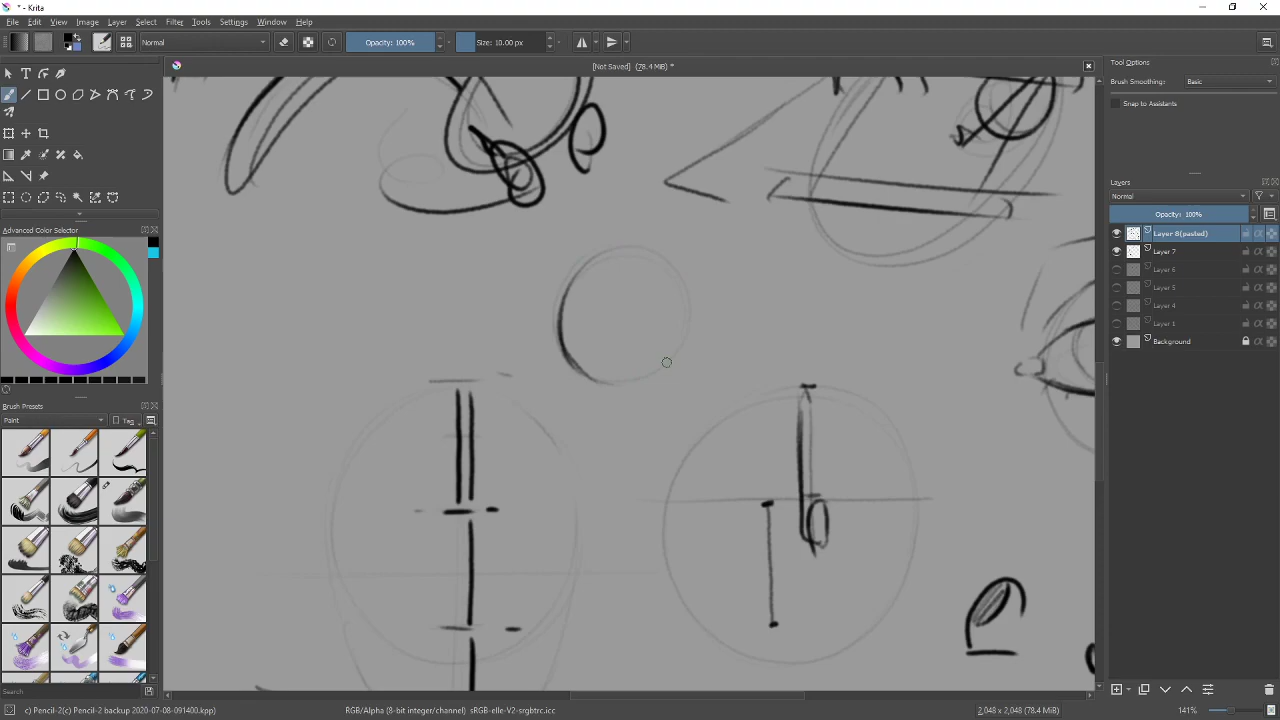 * - Krita
File Edit View Image Layer Select Filter Tools Settings Window Help
Normal Opacity: 100% Size: 10.00 px
[Not Saved] (78.4 MiB) *
Tool Options
Brush Smoothing: Basic
Snap to Assistants
Layers
Normal
Opacity: 100%
Layer 8(pasted)
Layer 7
Layer 6
Layer 5
Layer 4
Layer 1
Background
Advanced Color Selector
Brush Presets
Paint Tag
Search
c) Pencil-2(c) Pencil-2 backup 2020-07-08-091400.kpp) RGB/Alpha (8-bit integer/channel) sRGB-elle-V2-srgbtrc.icc 2,048 x 2,048 (78.4 MiB) 141%